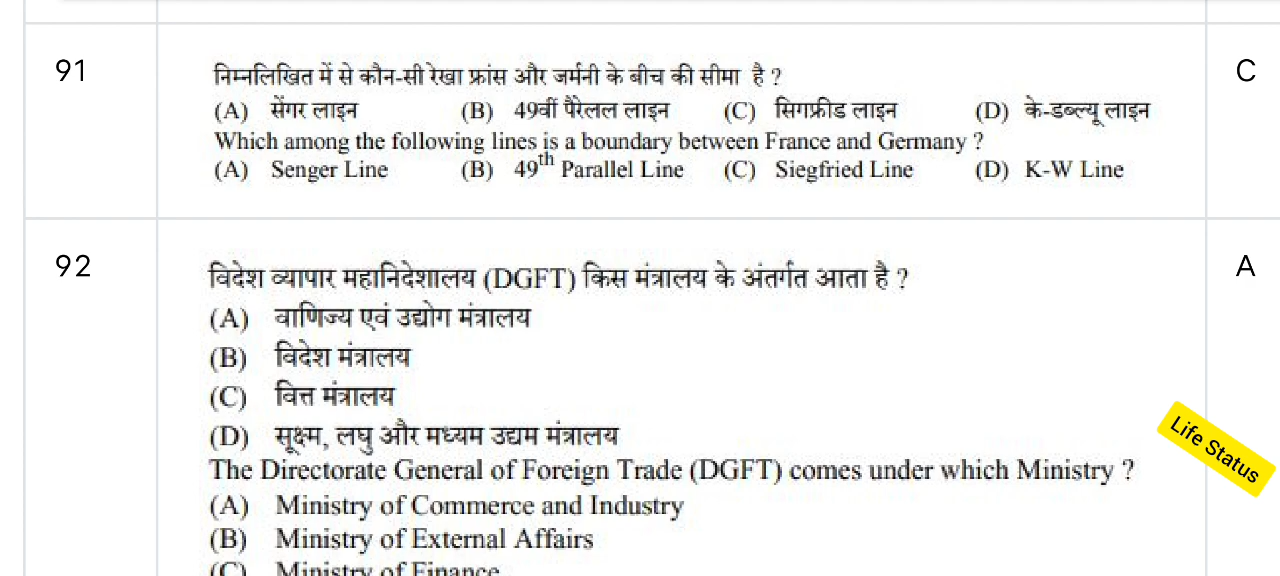 91
निम्नलिखित में से कौन-सी रेखा फ्रांस और जर्मनी के बीच की सीमा है ?
C
(A) सेंगर लाइन (B) 49वीं पैरेलल लाइन (C) सिगफ्रीड लाइन (D) के-डब्ल्यू लाइन
Which among the following lines is a boundary between France and Germany ?
(A) Senger Line (B) 49th Parallel Line (C) Siegfried Line (D) K-W Line
92
विदेश व्यापार महानिदेशालय (DGFT) किस मंत्रालय के अंतर्गत आता है ?
A
(A) वाणिज्य एवं उद्योग मंत्रालय
(B) विदेश मंत्रालय
(C) वित्त मंत्रालय
(D) सूक्ष्म, लघु और मध्यम उद्यम मंत्रालय
Life Status
The Directorate General of Foreign Trade (DGFT) comes under which Ministry ?
(A) Ministry of Commerce and Industry
(B) Ministry of External Affairs
(C) Ministry of Finance